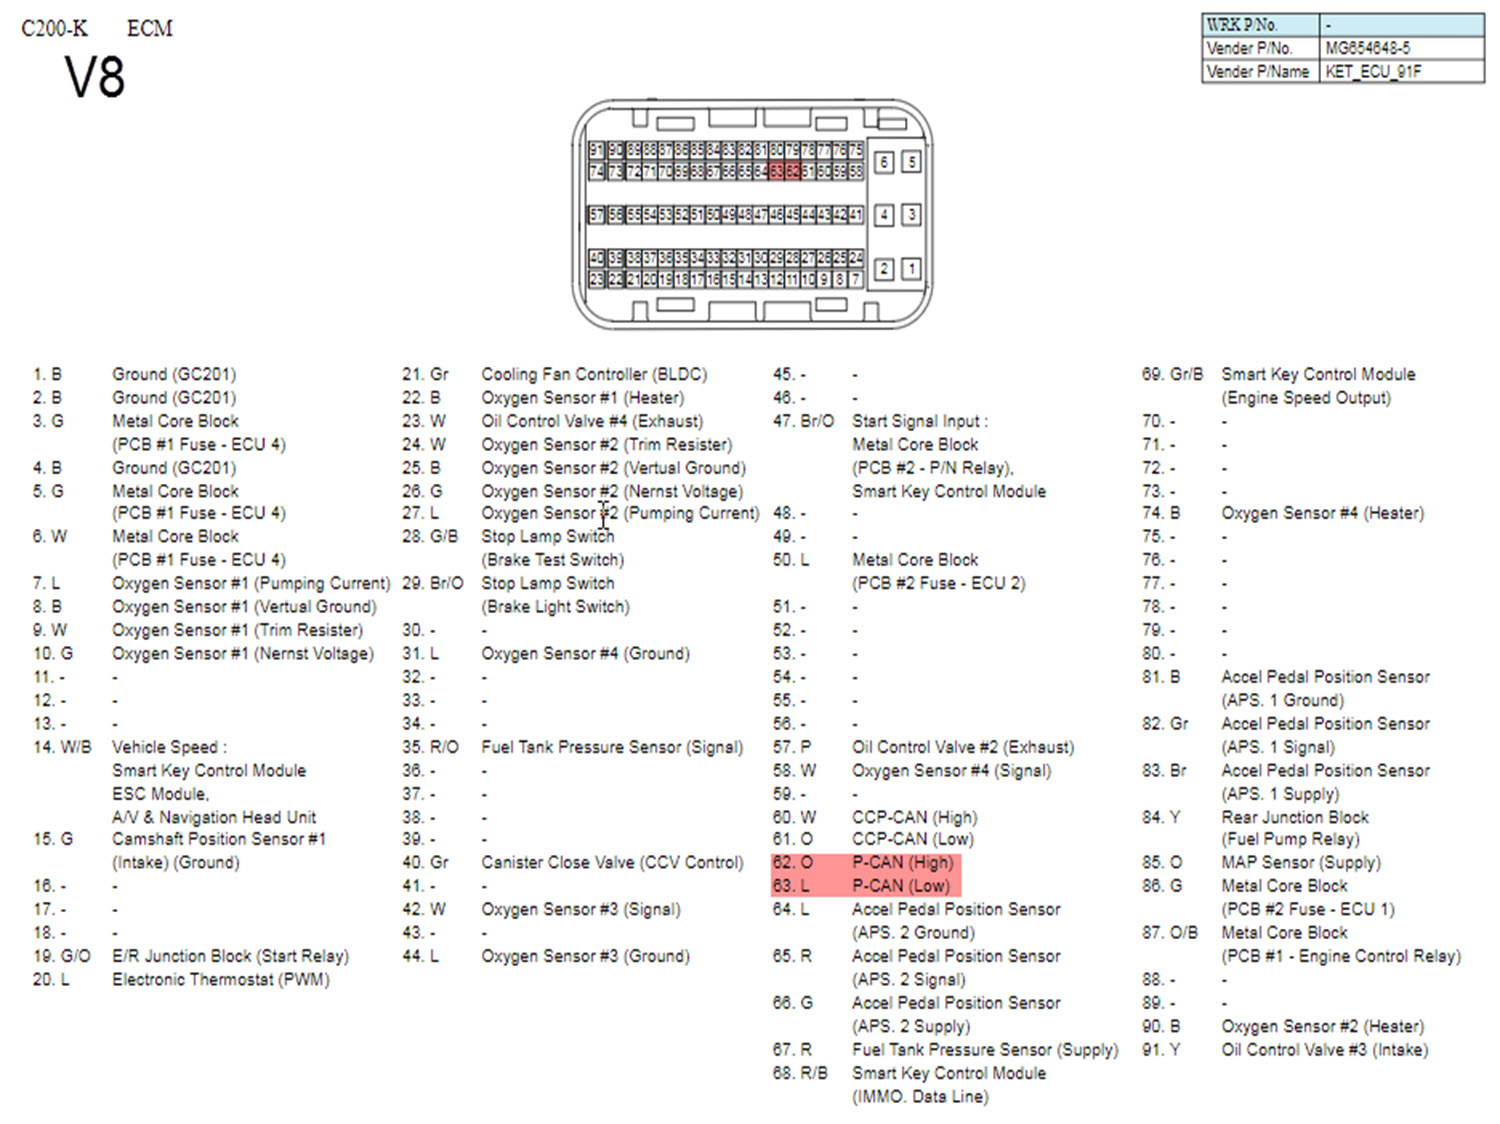 C200-K ECM
V8
WRK P/No. -
Vender P/No. MG654648-5
Vender P/Name KET_ECU_91F
91 90 89 88 87 86 85 84 83 82 81 80 79 78 77 76 75
74 73 72 71 70 69 68 67 66 65 64 63 62 61 60 59 58
6 5
57 56 55 54 53 52 51 50 49 48 47 46 45 44 43 42 41
4 3
40 39 38 37 36 35 34 33 32 31 30 29 28 27 26 25 24
23 22 21 20 19 18 17 16 15 14 13 12 11 10 9 8 7
2 1
1. B Ground (GC201)
2. B Ground (GC201)
3. G Metal Core Block
(PCB #1 Fuse - ECU 4)
4. B Ground (GC201)
5. G Metal Core Block
(PCB #1 Fuse - ECU 4)
6. W Metal Core Block
(PCB #1 Fuse - ECU 4)
7. L Oxygen Sensor #1 (Pumping Current)
8. B Oxygen Sensor #1 (Vertual Ground)
9. W Oxygen Sensor #1 (Trim Resister)
10. G Oxygen Sensor #1 (Nernst Voltage)
11. - -
12. - -
13. - -
14. W/B Vehicle Speed :
Smart Key Control Module
ESC Module,
A/V & Navigation Head Unit
15. G Camshaft Position Sensor #1
(Intake) (Ground)
16. - -
17. - -
18. - -
19. G/O E/R Junction Block (Start Relay)
20. L Electronic Thermostat (PWM)
21. Gr Cooling Fan Controller (BLDC)
22. B Oxygen Sensor #1 (Heater)
23. W Oil Control Valve #4 (Exhaust)
24. W Oxygen Sensor #2 (Trim Resister)
25. B Oxygen Sensor #2 (Vertual Ground)
26. G Oxygen Sensor #2 (Nernst Voltage)
27. L Oxygen Sensor #2 (Pumping Current)
28. G/B Stop Lamp Switch
(Brake Test Switch)
29. Br/O Stop Lamp Switch
(Brake Light Switch)
30. - -
31. L Oxygen Sensor #4 (Ground)
32. - -
33. - -
34. - -
35. R/O Fuel Tank Pressure Sensor (Signal)
36. - -
37. - -
38. - -
39. - -
40. Gr Canister Close Valve (CCV Control)
41. - -
42. W Oxygen Sensor #3 (Signal)
43. - -
44. L Oxygen Sensor #3 (Ground)
45. - -
46. - -
47. Br/O Start Signal Input :
Metal Core Block
(PCB #2 - P/N Relay),
Smart Key Control Module
48. - -
49. - -
50. L Metal Core Block
(PCB #2 Fuse - ECU 2)
51. - -
52. - -
53. - -
54. - -
55. - -
56. - -
57. P Oil Control Valve #2 (Exhaust)
58. W Oxygen Sensor #4 (Signal)
59. - -
60. W CCP-CAN (High)
61. O CCP-CAN (Low)
62. O P-CAN (High)
63. L P-CAN (Low)
64. L Accel Pedal Position Sensor
(APS. 2 Ground)
65. R Accel Pedal Position Sensor
(APS. 2 Signal)
66. G Accel Pedal Position Sensor
(APS. 2 Supply)
67. R Fuel Tank Pressure Sensor (Supply)
68. R/B Smart Key Control Module
(IMMO. Data Line)
69. Gr/B Smart Key Control Module
(Engine Speed Output)
70. - -
71. - -
72. - -
73. - -
74. B Oxygen Sensor #4 (Heater)
75. - -
76. - -
77. - -
78. - -
79. - -
80. - -
81. B Accel Pedal Position Sensor
(APS. 1 Ground)
82. Gr Accel Pedal Position Sensor
(APS. 1 Signal)
83. Br Accel Pedal Position Sensor
(APS. 1 Supply)
84. Y Rear Junction Block
(Fuel Pump Relay)
85. O MAP Sensor (Supply)
86. G Metal Core Block
(PCB #2 Fuse - ECU 1)
87. O/B Metal Core Block
(PCB #1 - Engine Control Relay)
88. - -
89. - -
90. B Oxygen Sensor #2 (Heater)
91. Y Oil Control Valve #3 (Intake)